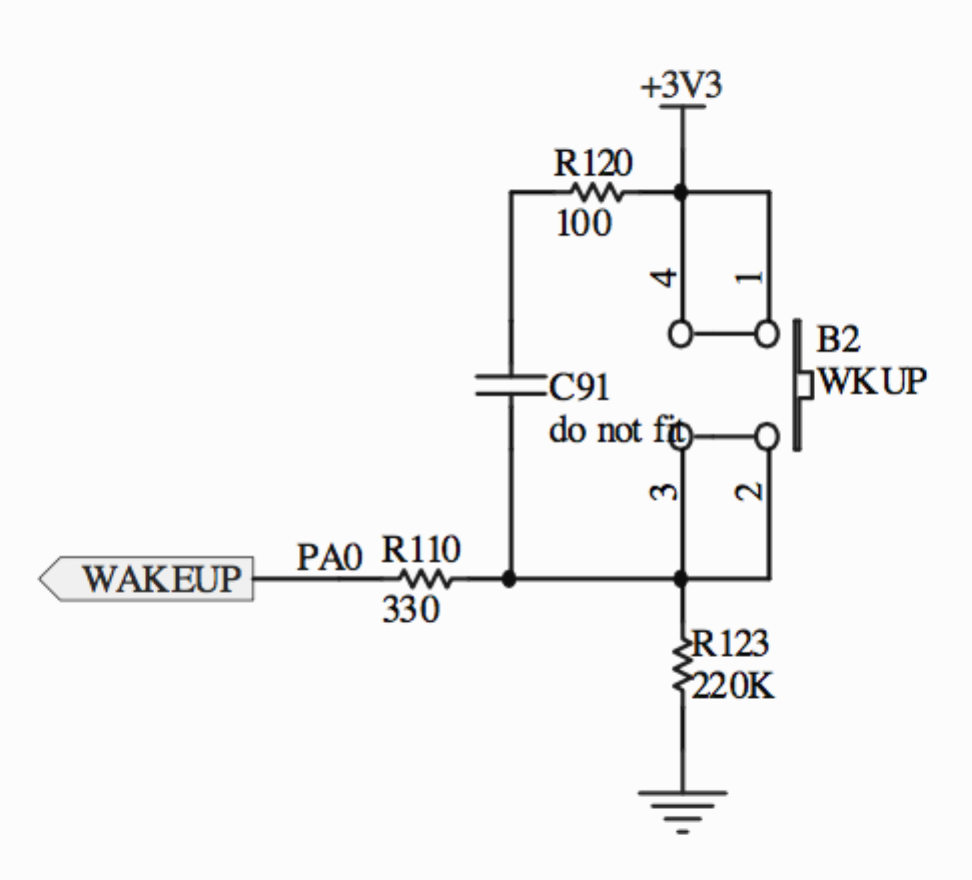 +3V3
R120
100
4
1
B2
WKUP
C91
do not fit
3
2
WAKEUP
PA0
R110
330
R123
220K